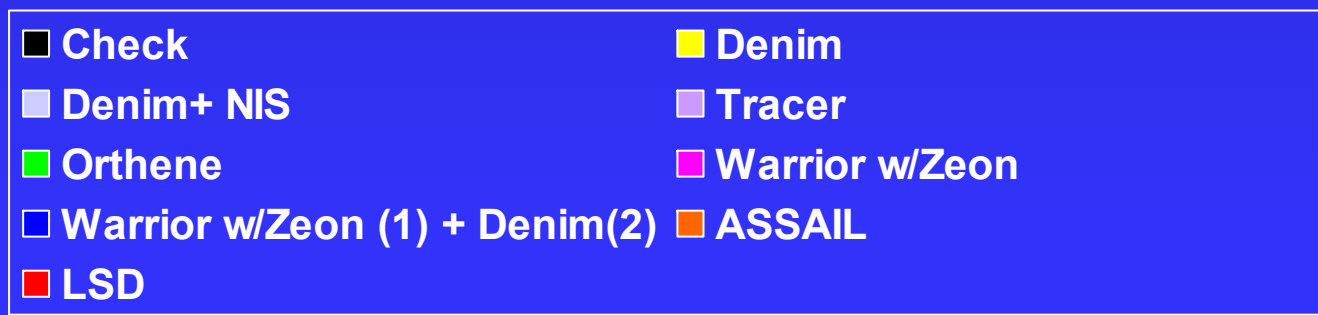 Check Denim
Denim+ NIS Tracer
Orthene Warrior w/Zeon
Warrior w/Zeon (1) + Denim(2) ASSAIL
LSD